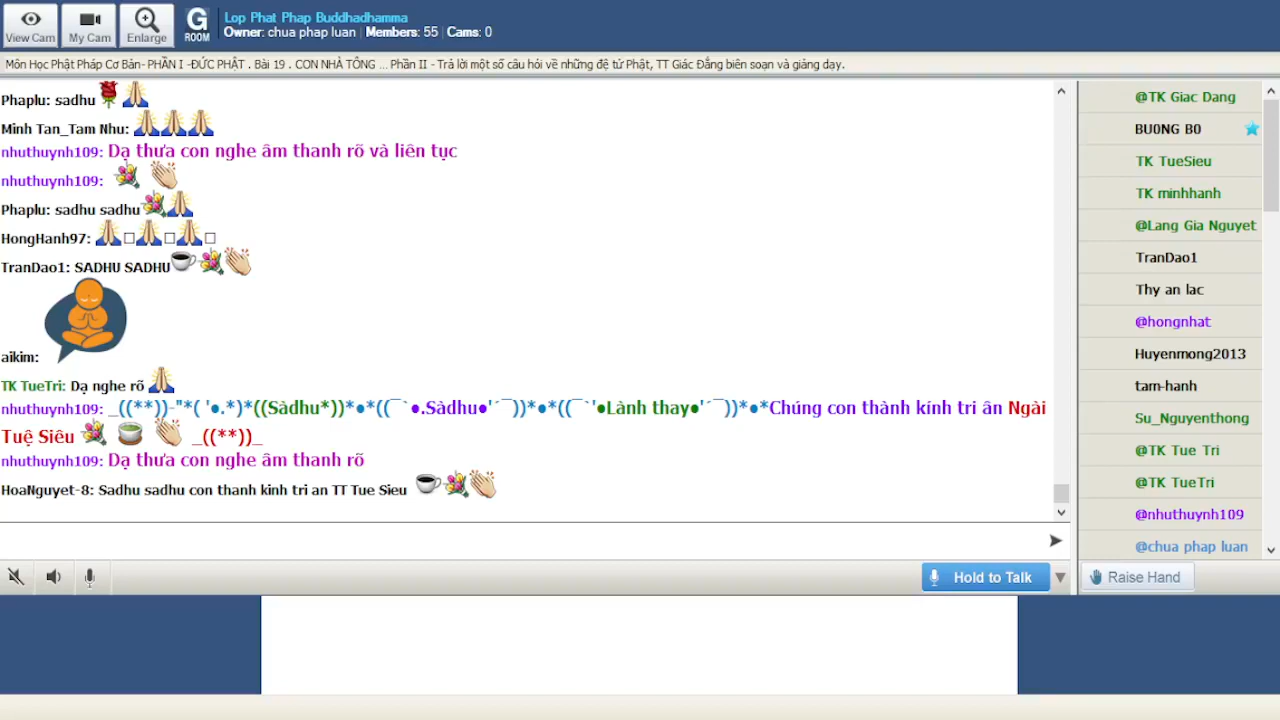 View Cam
My Cam
Enlarge
G
ROOM
Lop Phat Phap Buddhadhamma
Owner: chua phap luan | Members: 55 | Cams: 0
Môn Học Phật Pháp Cơ Bản- PHẦN I -ĐỨC PHẬT . Bài 19 . CON NHÀ TÔNG ... Phần II - Trả lời một số câu hỏi về những đệ tử Phật, TT Giác Đẳng biên soạn và giảng dạy.
Phaplu: sadhu
Minh Tan_Tam Nhu:
nhuthuynh109: Dạ thưa con nghe âm thanh rõ và liên tục
nhuthuynh109:
Phaplu: sadhu sadhu
HongHanh97:
TranDao1: SADHU SADHU
aikim:
TK TueTri: Dạ nghe rõ
nhuthuynh109: _((**))-"*( '●.*)*((Sàdhu*))*●*((¯`●.Sàdhu●'´¯))*●*((¯`'●Lành thay●'´¯))*●*Chúng con thành kính tri ân Ngài
Tuệ Siêu _((**))_
nhuthuynh109: Dạ thưa con nghe âm thanh rõ
HoaNguyet-8: Sadhu sadhu con thanh kinh tri an TT Tue Sieu
Hold to Talk
@TK Giac Dang
BU0NG B0
TK TueSieu
TK minhhanh
@Lang Gia Nguyet
TranDao1
Thy an lac
@hongnhat
Huyenmong2013
tam-hanh
Su_Nguyenthong
@TK Tue Tri
@TK TueTri
@nhuthuynh109
@chua phap luan
Raise Hand